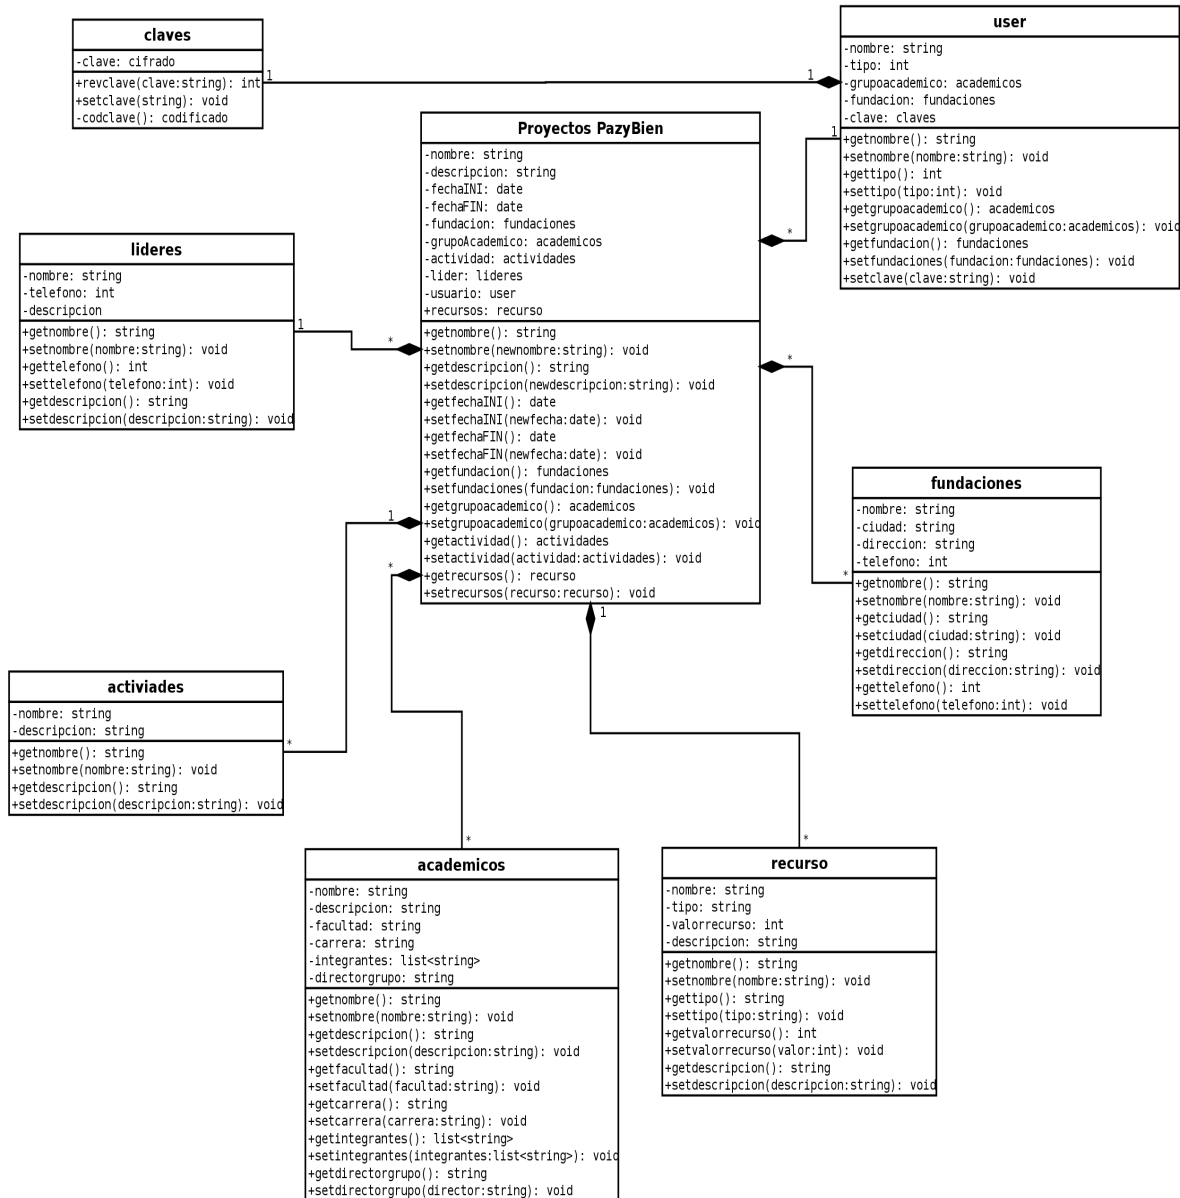 claves
-clave: cifrado
+revclave(clave:string): int
+setclave(string): void
-codclave(): codificado
1
1
user
-nombre: string
-tipo: int
-grupoacademico: academicos
-fundacion: fundaciones
-clave: claves
+getnombre(): string
+setnombre(nombre:string): void
+gettipo(): int
+settipo(tipo:int): void
+getgrupoacademico(): academicos
+setgrupoacademico(grupoacademico:academicos): void
+getfundacion(): fundaciones
+setfundaciones(fundacion:fundaciones): void
+setclave(clave:string): void
1
*
Proyectos PazyBien
-nombre: string
-descripcion: string
-fechaINI: date
-fechaFIN: date
-fundacion: fundaciones
-grupoAcademico: academicos
-actividad: actividades
-lider: lideres
-usuario: user
+recursos: recurso
+getnombre(): string
+setnombre(newnombre:string): void
+getdescripcion(): string
+setdescripcion(newdescripcion:string): void
+getfechaINI(): date
+setfechaINI(newfecha:date): void
+getfechaFIN(): date
+setfechaFIN(newfecha:date): void
+getfundacion(): fundaciones
+setfundaciones(fundacion:fundaciones): void
+getgrupoacademico(): academicos
+setgrupoacademico(grupoacademico:academicos): void
+getactividad(): actividades
+setactividad(actividad:actividades): void
+getrecursos(): recurso
+setrecursos(recurso:recurso): void
lideres
-nombre: string
-telefono: int
-descripcion
+getnombre(): string
+setnombre(nombre:string): void
+gettelefono(): int
+settelefono(telefono:int): void
+getdescripcion(): string
+setdescripcion(descripcion:string): void
1
*
*
*
fundaciones
-nombre: string
-ciudad: string
-direccion: string
-telefono: int
+getnombre(): string
+setnombre(nombre:string): void
+getciudad(): string
+setciudad(ciudad:string): void
+getdireccion(): string
+setdireccion(direccion:string): void
+gettelefono(): int
+settelefono(telefono:int): void
1
*
activiades
-nombre: string
-descripcion: string
+getnombre(): string
+setnombre(nombre:string): void
+getdescripcion(): string
+setdescripcion(descripcion:string): void
*
*
academicos
-nombre: string
-descripcion: string
-facultad: string
-carrera: string
-integrantes: list<string>
-directorgrupo: string
+getnombre(): string
+setnombre(nombre:string): void
+getdescripcion(): string
+setdescripcion(descripcion:string): void
+getfacultad(): string
+setfacultad(facultad:string): void
+getcarrera(): string
+setcarrera(carrera:string): void
+getintegrantes(): list<string>
+setintegrantes(integrantes:list<string>): void
+getdirectorgrupo(): string
+setdirectorgrupo(director:string): void
1
*
recurso
-nombre: string
-tipo: string
-valorrecurso: int
-descripcion: string
+getnombre(): string
+setnombre(nombre:string): void
+gettipo(): string
+settipo(tipo:string): void
+getvalorrecurso(): int
+setvalorrecurso(valor:int): void
+getdescripcion(): string
+setdescripcion(descripcion:string): void